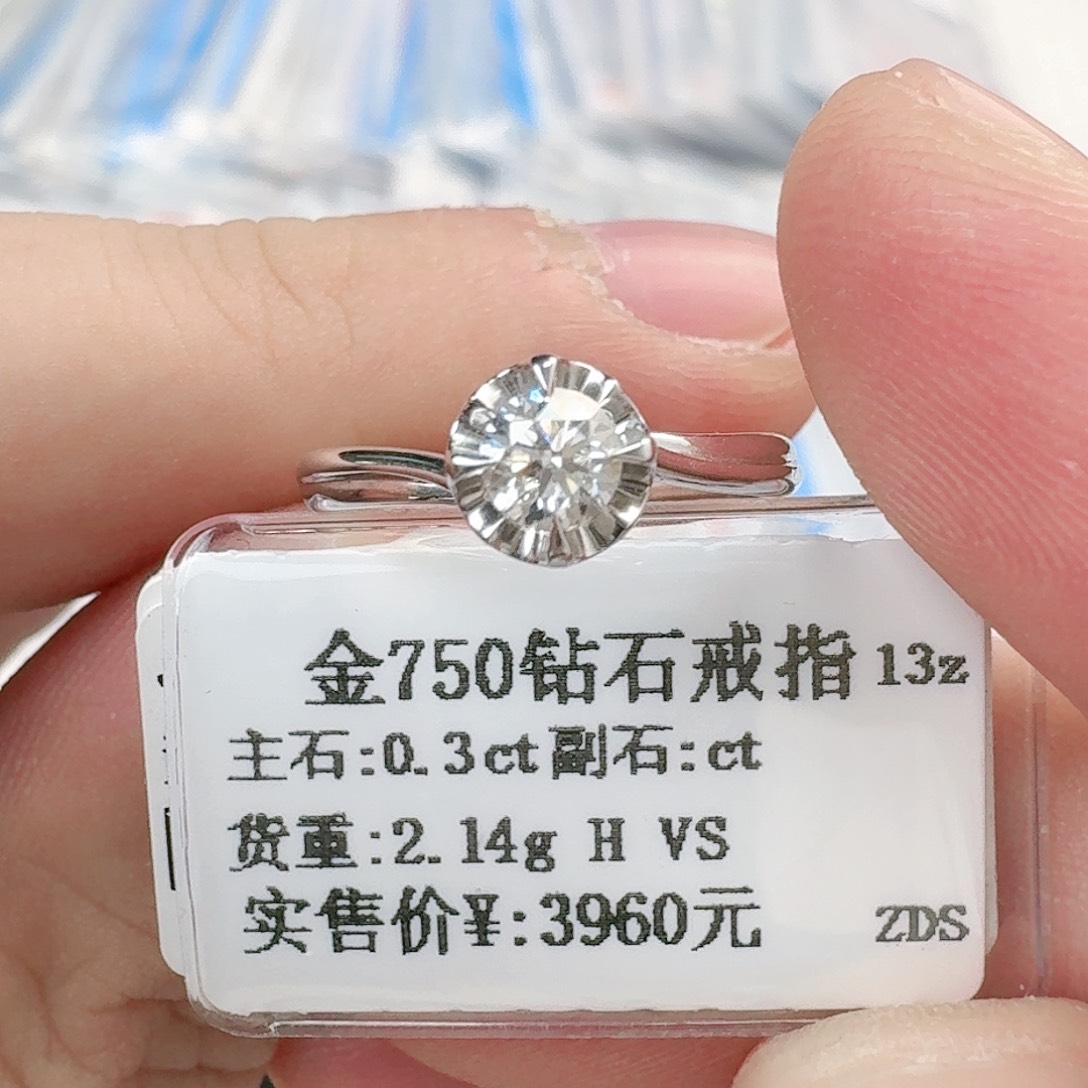 金750钻石戒指 13z
主石:0.3ct副石:ct
货重:2.14g H VS
实售价¥:3960元 ZDS